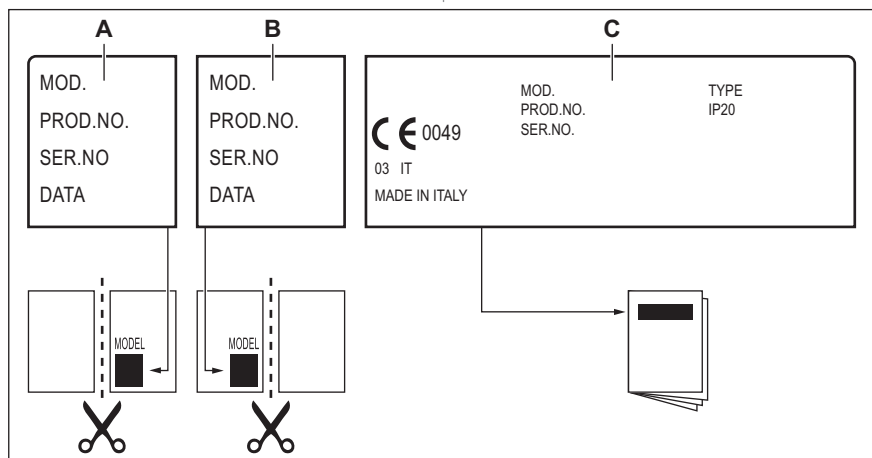 A
B
C
MOD.
PROD.NO.
SER.NO
DATA
MOD.
PROD.NO.
SER.NO
DATA
MOD.
PROD.NO.
SER.NO.
TYPE
IP20
CE 0049
03 IT
MADE IN ITALY
MODEL
MODEL